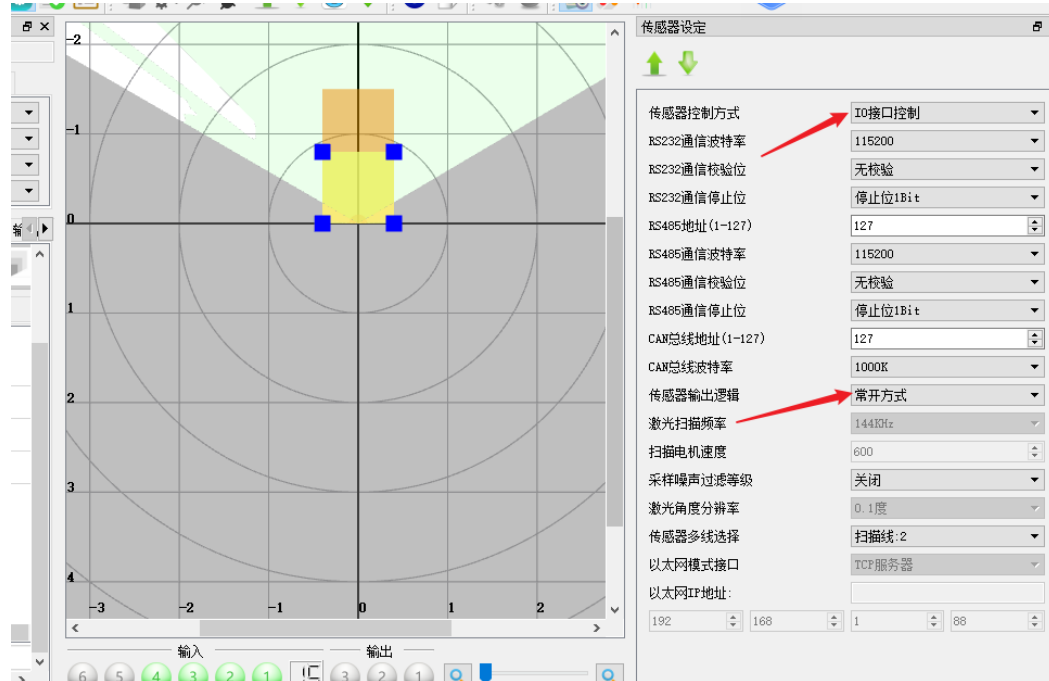 传感器设定
-2
-1
0
1
2
3
4
-3 -2 -1 0 1 2
传感器控制方式 IO接口控制
RS232通信波特率 115200
RS232通信校验位 无校验
RS232通信停止位 停止位1Bit
RS485地址(1-127) 127
RS485通信波特率 115200
RS485通信校验位 无校验
RS485通信停止位 停止位1Bit
CAN总线地址(1-127) 127
CAN总线波特率 1000K
传感器输出逻辑 常开方式
激光扫描频率 144KHz
扫描电机速度 600
采样噪声过滤等级 关闭
激光角度分辨率 0.1度
传感器多线选择 扫描线:2
以太网模式接口 TCP服务器
以太网IP地址:
192 168 1 88
输入 输出
6 5 4 3 2 1 3 2 1